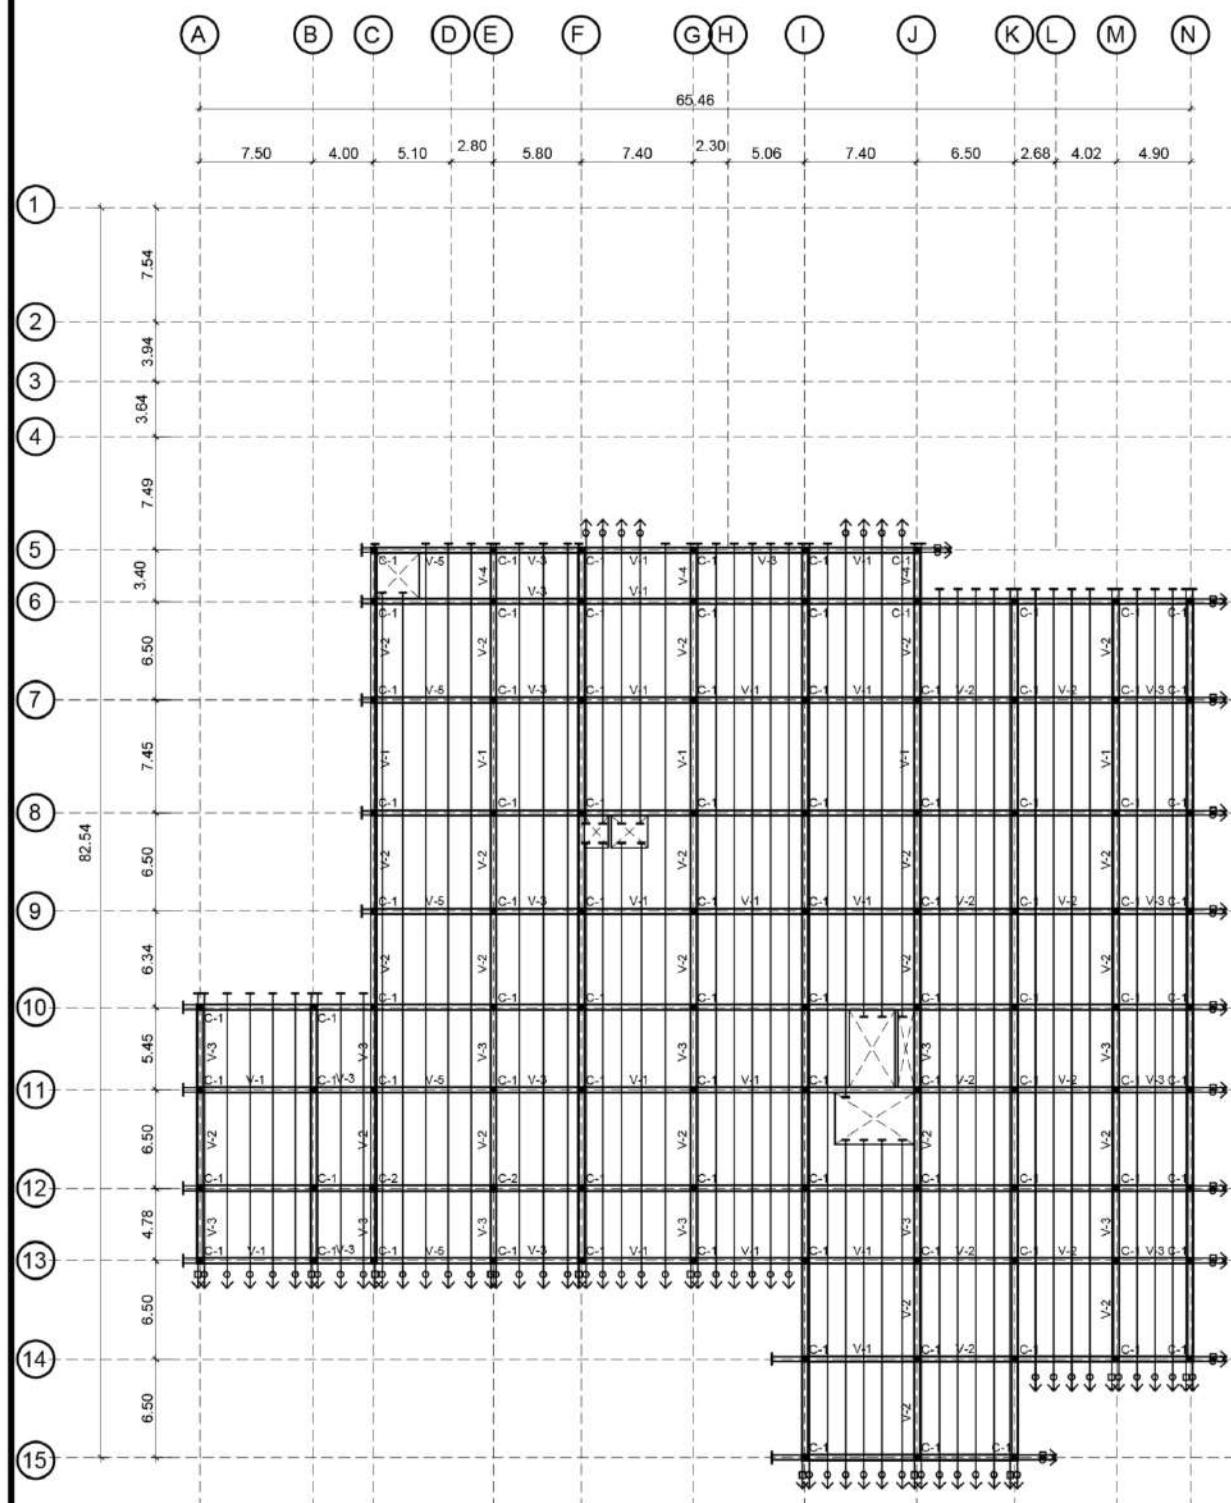 A B C D E F G H I J K L M N
65.46
7.50 4.00 5.10 2.80 5.80 7.40 2.30 5.06 7.40 6.50 2.68 4.02 4.90
1
7.54
2
3.94
3
3.64
4
7.49
5
C-1 V-5 C-1 V-3 C-1 V-1 C-1 V-3 C-1 V-1 C-1
3.40
V-4 V-4 V-4
V-3 V-1
6
C-1 C-1 C-1 C-1 C-1 C-1 C-1 C-1 C-1
6.50
V-2 V-2 V-2 V-2 V-2
7
C-1 V-5 C-1 V-3 C-1 V-1 C-1 V-1 C-1 V-1 C-1 V-2 C-1 V-2 C-1 V-3 C-1
7.45
V-1 V-1 V-1 V-1 V-1
8
C-1 C-1 C-1 C-1 C-1 C-1 C-1 C-1 C-1
82.54
6.50
V-2 V-2 V-2 V-2 V-2
9
C-1 V-5 C-1 V-3 C-1 V-1 C-1 V-1 C-1 V-1 C-1 V-2 C-1 V-2 C-1 V-3 C-1
6.34
V-2 V-2 V-2 V-2 V-2
10
C-1 C-1 C-1 C-1 C-1 C-1 C-1 C-1 C-1 C-1 C-1
5.45
V-3 V-3 V-3 V-3 V-3 V-3
11
C-1 V-1 C-1 V-3 C-1 V-5 C-1 V-3 C-1 V-1 C-1 V-1 C-1 C-1 V-2 C-1 V-2 C-1 V-3 C-1
6.50
V-2 V-2 V-2 V-2 V-2 V-2
12
C-1 C-1 C-2 C-2 C-1 C-1 C-1 C-1 C-1 C-1 C-1
4.78
V-3 V-3 V-3 V-3 V-3 V-3
13
C-1 V-1 C-1 V-3 C-1 V-5 C-1 V-3 C-1 V-1 C-1 V-1 C-1 V-1 C-1 V-2 C-1 V-2 C-1 V-3 C-1
6.50
V-2 V-2
14
C-1 V-1 C-1 V-2 C-1 C-1 C-1
6.50
V-2
15
C-1 C-1 C-1